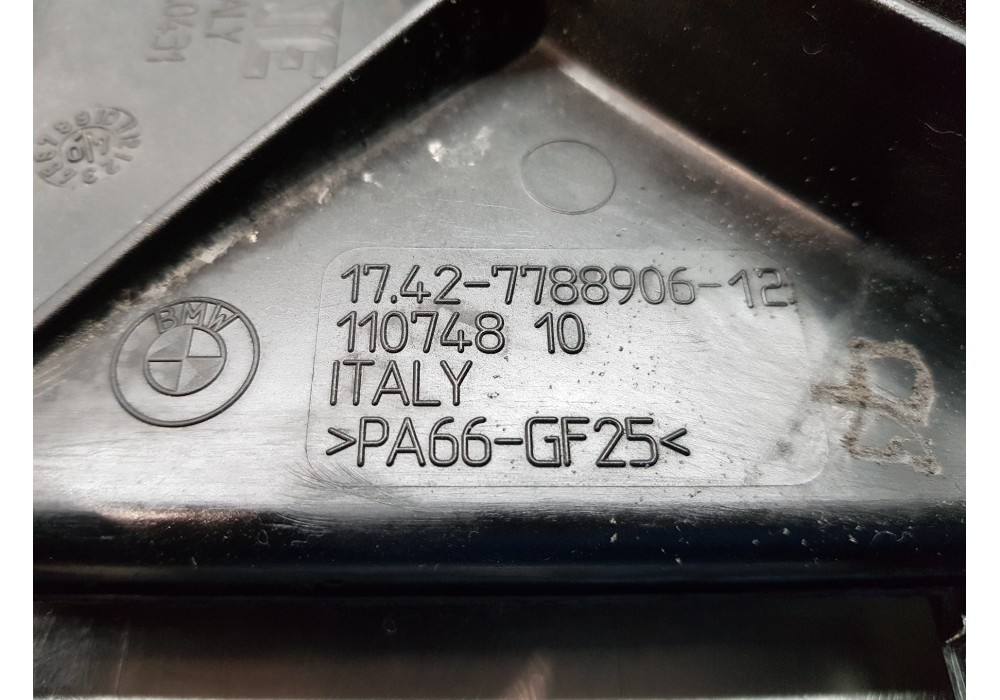 17.42-7788906-12
110748 10
ITALY
>PA66-GF25<
BMW